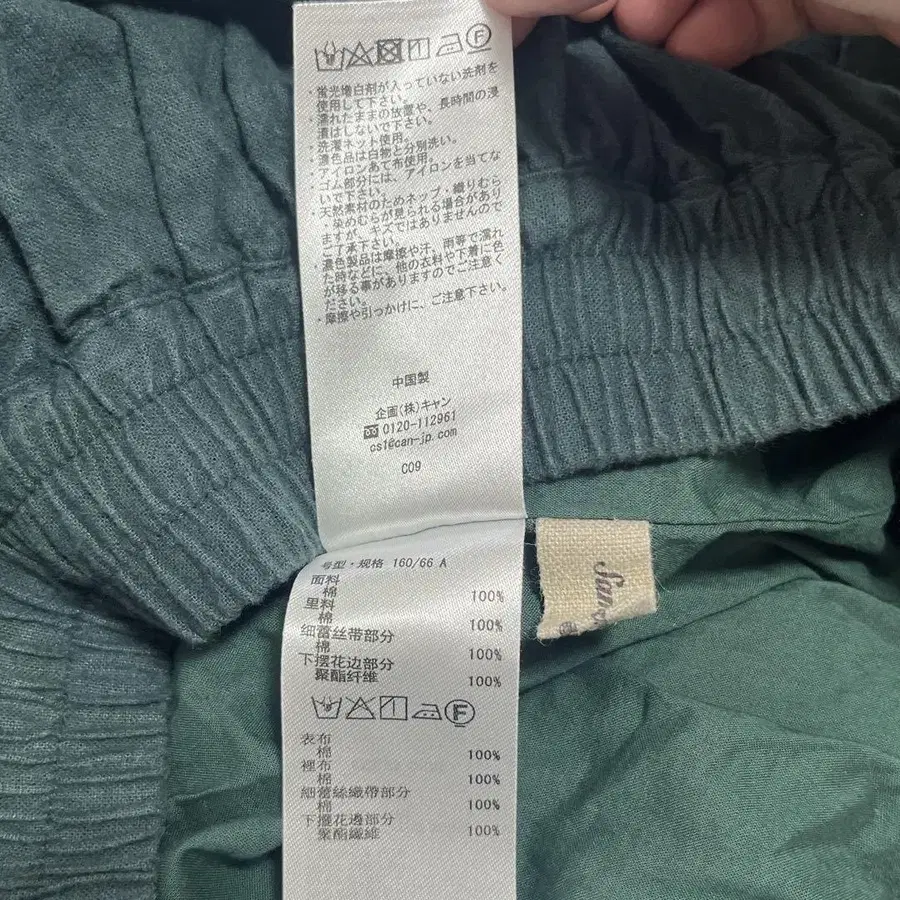 ・蛍光増白剤が入っていない洗剤を
使用して下さい。
・濡れたままの放置や、長時間の浸
漬はしないで下さい。
・洗濯ネット使用。
・濃色品は白物と分別洗い。
・アイロンあて布使用。
・ゴム部分には、アイロンを当てな
いで下さい。
・天然素材のためネップ・織りむら
・染めむらが見られる場合があり
ますが、キズではありませんので
ご了承下さい。
・濃色製品は摩擦や汗、雨等で濡れ
た時などに、他の衣料や下着に色
が移る事がありますのでご注意く
ださい。
・摩擦や引っかけに、ご注意下さい。
中国製
企画(株)キャン
0120-112961
cs1@can-jp.com
C09
号型・规格 160/66 A
面料
棉 100%
里料
棉 100%
细蕾丝带部分
棉 100%
下摆花边部分
聚酯纤维 100%
表布
棉 100%
裡布
棉 100%
細蕾絲織帶部分
棉 100%
下擺花邊部分
聚酯纖維 100%